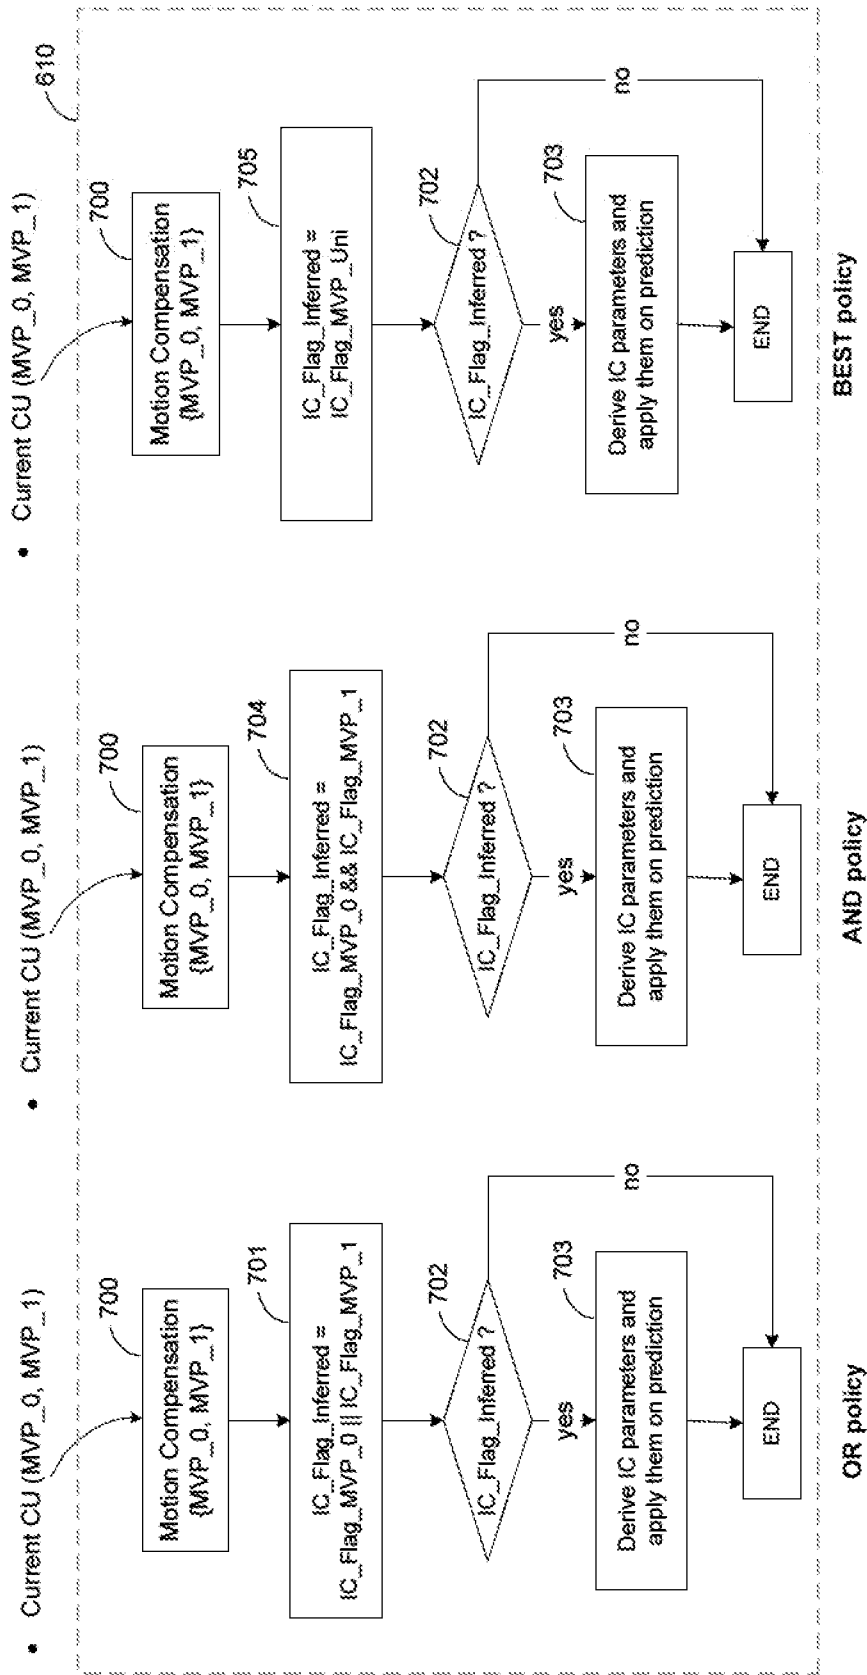 610
• Current CU (MVP_0, MVP_1)
700
Motion Compensation
{MVP_0, MVP_1}
701
IC_Flag_Inferred =
IC_Flag_MVP_0 || IC_Flag_MVP_1
702
IC_Flag_Inferred ?
yes
no
703
Derive IC parameters and
apply them on prediction
END
OR policy
• Current CU (MVP_0, MVP_1)
700
Motion Compensation
{MVP_0, MVP_1}
704
IC_Flag_Inferred =
IC_Flag_MVP_0 && IC_Flag_MVP_1
702
IC_Flag_Inferred ?
yes
no
703
Derive IC parameters and
apply them on prediction
END
AND policy
• Current CU (MVP_0, MVP_1)
700
Motion Compensation
{MVP_0, MVP_1}
705
IC_Flag_Inferred =
IC_Flag_MVP_Uni
702
IC_Flag_Inferred ?
yes
no
703
Derive IC parameters and
apply them on prediction
END
BEST policy